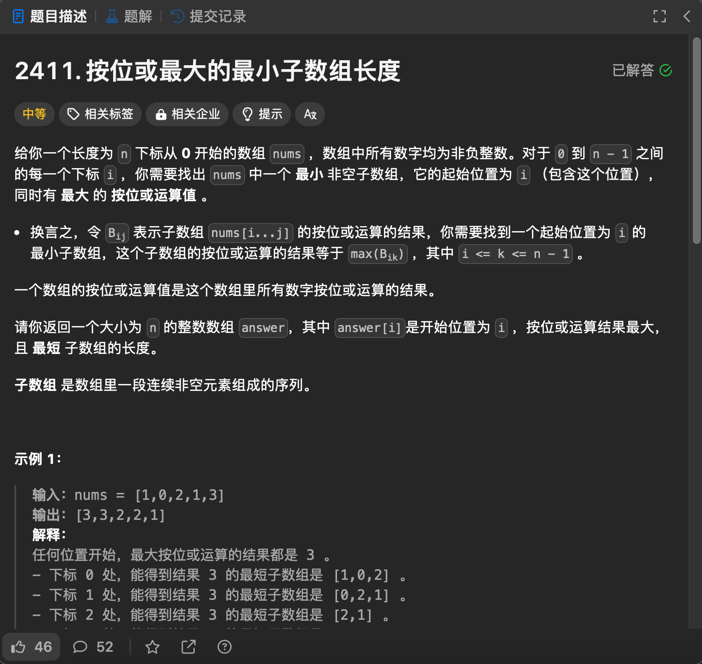 题目描述 题解 提交记录
2411. 按位或最大的最小子数组长度 已解答
中等 相关标签 相关企业 提示 Ax
给你一个长度为 n 下标从 0 开始的数组 nums ，数组中所有数字均为非负整数。对于 0 到 n - 1 之间
的每一个下标 i ，你需要找出 nums 中一个 最小 非空子数组，它的起始位置为 i （包含这个位置），
同时有 最大 的 按位或运算值 。
• 换言之，令 Bij 表示子数组 nums[i...j] 的按位或运算的结果，你需要找到一个起始位置为 i 的
最小子数组，这个子数组的按位或运算的结果等于 max(Bik) ，其中 i <= k <= n - 1 。
一个数组的按位或运算值是这个数组里所有数字按位或运算的结果。
请你返回一个大小为 n 的整数数组 answer，其中 answer[i]是开始位置为 i ，按位或运算结果最大，
且 最短 子数组的长度。
子数组 是数组里一段连续非空元素组成的序列。
示例 1：
输入：nums = [1,0,2,1,3]
输出：[3,3,2,2,1]
解释：
任何位置开始，最大按位或运算的结果都是 3 。
- 下标 0 处，能得到结果 3 的最短子数组是 [1,0,2] 。
- 下标 1 处，能得到结果 3 的最短子数组是 [0,2,1] 。
- 下标 2 处，能得到结果 3 的最短子数组是 [2,1] 。
46 52